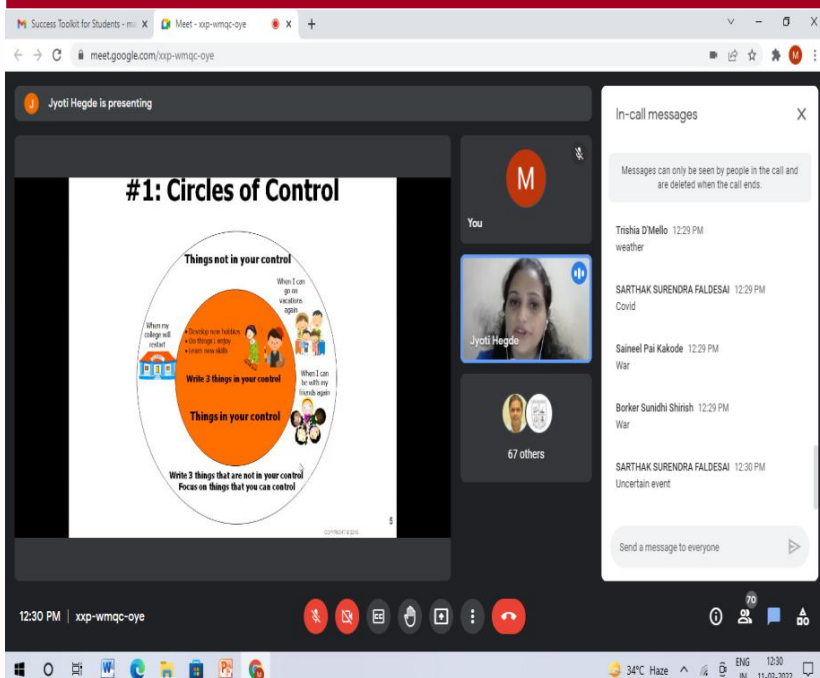 Success Toolkit for Students - ma
Meet - xxp-wmqc-oye
meet.google.com/xxp-wmqc-oye
M
J
Jyoti Hegde is presenting
#1: Circles of Control
Things not in your control
When I can
go on
vacations
again
When my
college will
restart
• Develop new hobbies
• Do things I enjoy
• Learn new skills
Write 3 things in your control
When I can
be with my
friends again
Things in your control
Write 3 things that are not in your control
Focus on things that you can control
5
M
You
Jyoti Hegde
67 others
In-call messages
Messages can only be seen by people in the call and
are deleted when the call ends.
Trishia D'Mello 12:29 PM
weather
SARTHAK SURENDRA FALDESAI 12:29 PM
Covid
Saineel Pai Kakode 12:29 PM
War
Borker Sunidhi Shirish 12:29 PM
War
SARTHAK SURENDRA FALDESAI 12:30 PM
Uncertain event
Send a message to everyone
12:30 PM | xxp-wmqc-oye
70
34°C Haze
ENG
IN
12:30
11-03-2022